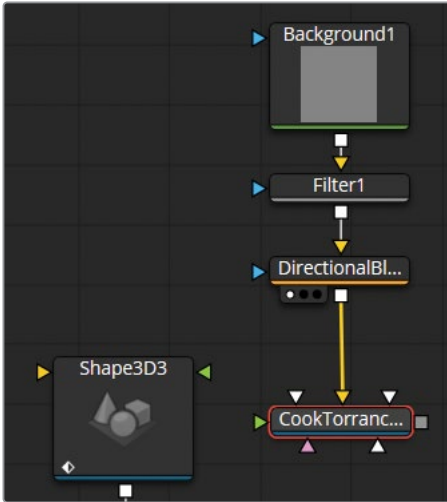 Background1
Filter1
DirectionalBl...
Shape3D3
CookTorranc...